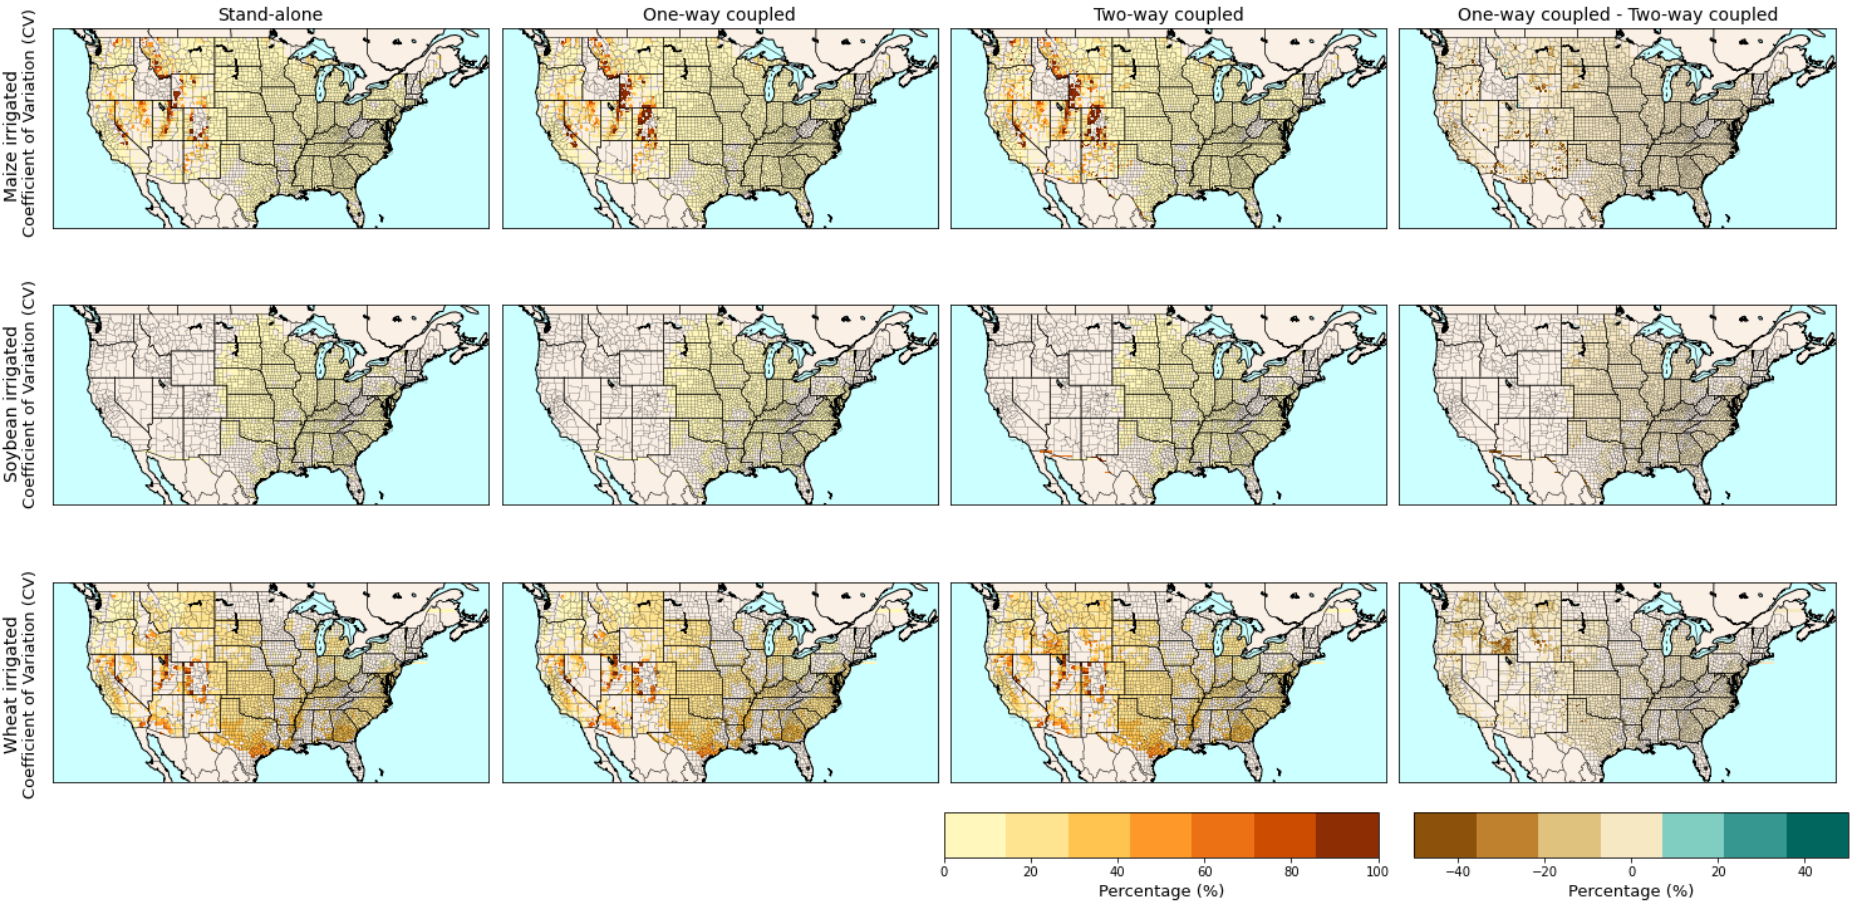 Stand-alone
One-way coupled
Two-way coupled
One-way coupled - Two-way coupled
Maize irrigated
Coefficient of Variation (CV)
Soybean irrigated
Coefficient of Variation (CV)
Wheat irrigated
Coefficient of Variation (CV)
0 20 40 60 80 100
Percentage (%)
−40 −20 0 20 40
Percentage (%)